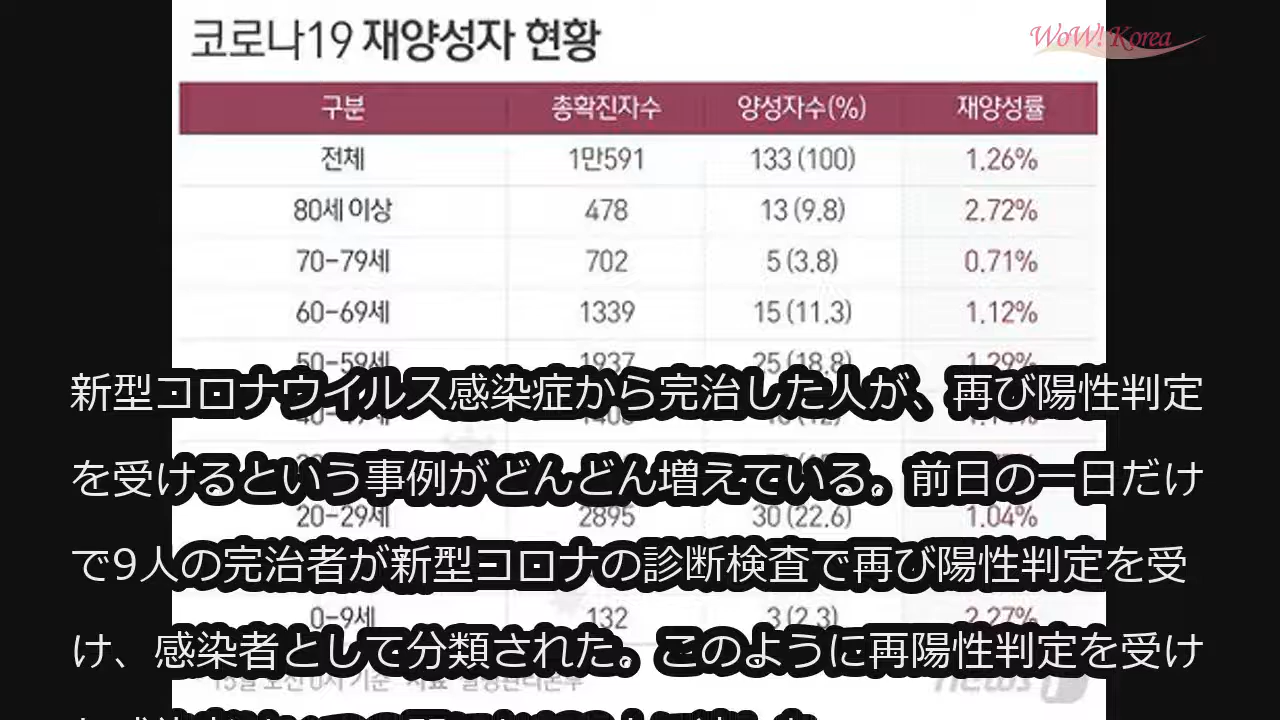 코로나19 재양성자 현황
WoW! Korea
구분 총확진자수 양성자수(%) 재양성률
전체 1만591 133 (100) 1.26%
80세 이상 478 13 (9.8) 2.72%
70-79세 702 5 (3.8) 0.71%
60-69세 1339 15 (11.3) 1.12%
50-59세 1937 25 (18.8) 1.29%
新型コロナウイルス感染症から完治した人が、再び陽性判定
を受けるという事例がどんどん増えている。前日の一日だけ
20-29세 2895 30 (22.6) 1.04%
で9人の完治者が新型コロナの診断検査で再び陽性判定を受
0-9세 132 3 (2.3) 2.27%
け、感染者として分類された。このように再陽性判定を受け